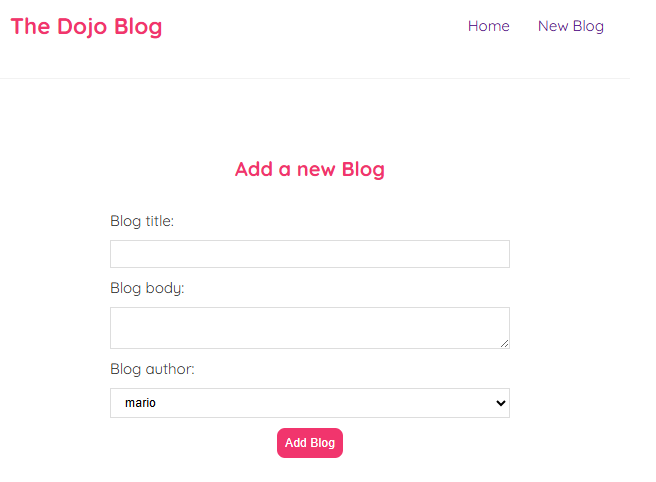 The Dojo Blog
Home New Blog
Add a new Blog
Blog title:
Blog body:
Blog author:
mario
Add Blog